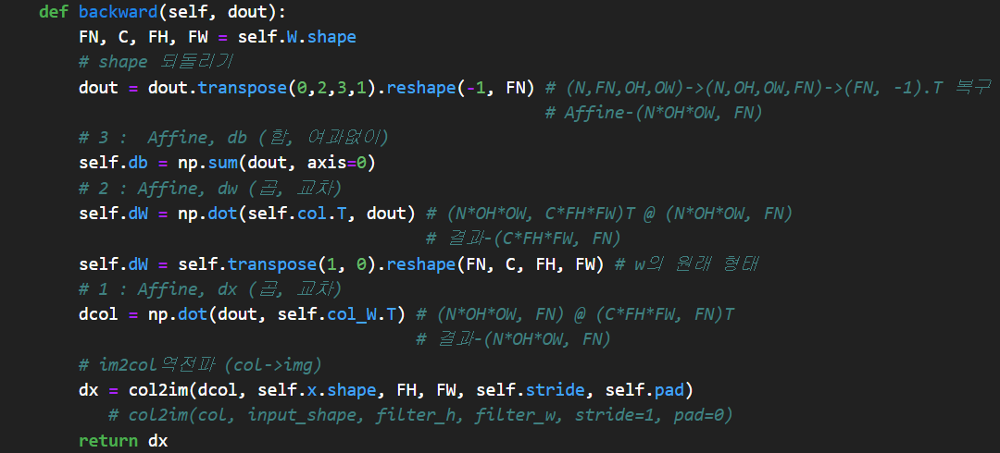 def backward(self, dout):
FN, C, FH, FW = self.W.shape
# shape 되돌리기
dout = dout.transpose(0,2,3,1).reshape(-1, FN) # (N,FN,OH,OW)->(N,OH,OW,FN)->(FN, -1).T 복구
# Affine-(N*OH*OW, FN)
# 3 :  Affine, db (합, 여과없이)
self.db = np.sum(dout, axis=0)
# 2 : Affine, dw (곱, 교차)
self.dW = np.dot(self.col.T, dout) # (N*OH*OW, C*FH*FW)T @ (N*OH*OW, FN)
# 결과-(C*FH*FW, FN)
self.dW = self.transpose(1, 0).reshape(FN, C, FH, FW) # w의 원래 형태
# 1 : Affine, dx (곱, 교차)
dcol = np.dot(dout, self.col_W.T) # (N*OH*OW, FN) @ (C*FH*FW, FN)T
# 결과-(N*OH*OW, FN)
# im2col역전파 (col->img)
dx = col2im(dcol, self.x.shape, FH, FW, self.stride, self.pad)
# col2im(col, input_shape, filter_h, filter_w, stride=1, pad=0)
return dx